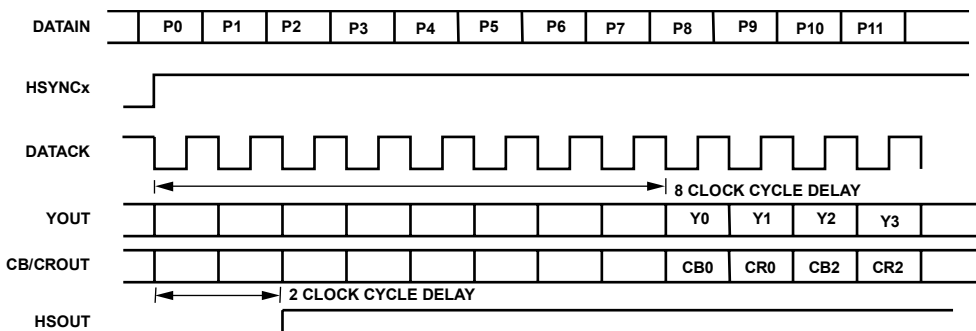 DATAIN P0 P1 P2 P3 P4 P5 P6 P7 P8 P9 P10 P11
HSYNCx
DATACK
8 CLOCK CYCLE DELAY
YOUT Y0 Y1 Y2 Y3
CB/CROUT CB0 CR0 CB2 CR2
2 CLOCK CYCLE DELAY
HSOUT